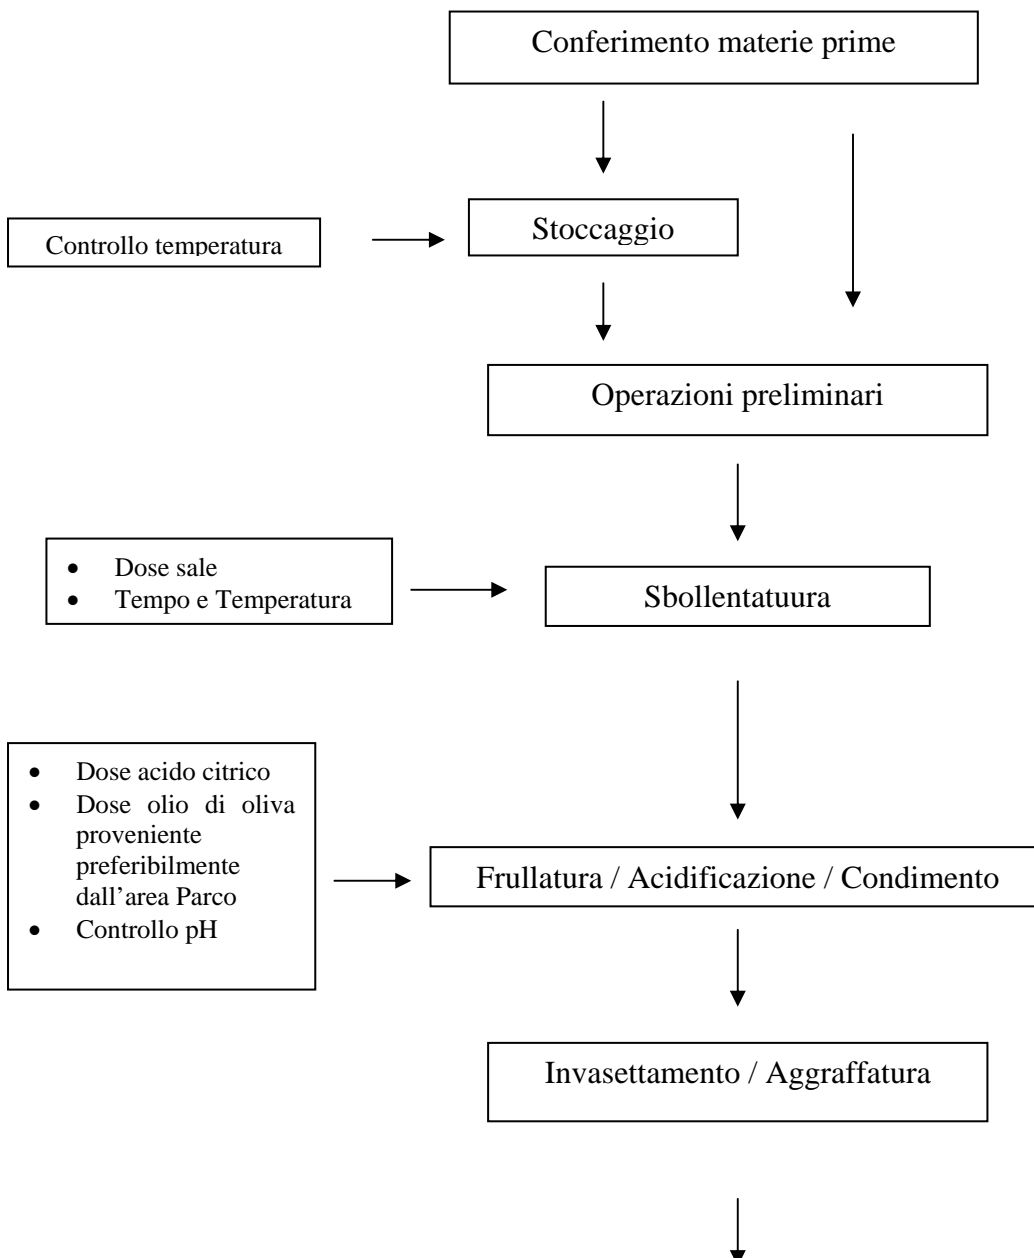 Conferimento materie prime
Stoccaggio
Controllo temperatura
Operazioni preliminari
• Dose sale
• Tempo e Temperatura
Sbollentatuura
• Dose acido citrico
• Dose olio di oliva
proveniente
preferibilmente
dall’area Parco
• Controllo pH
Frullatura / Acidificazione / Condimento
Invasettamento / Aggraffatura